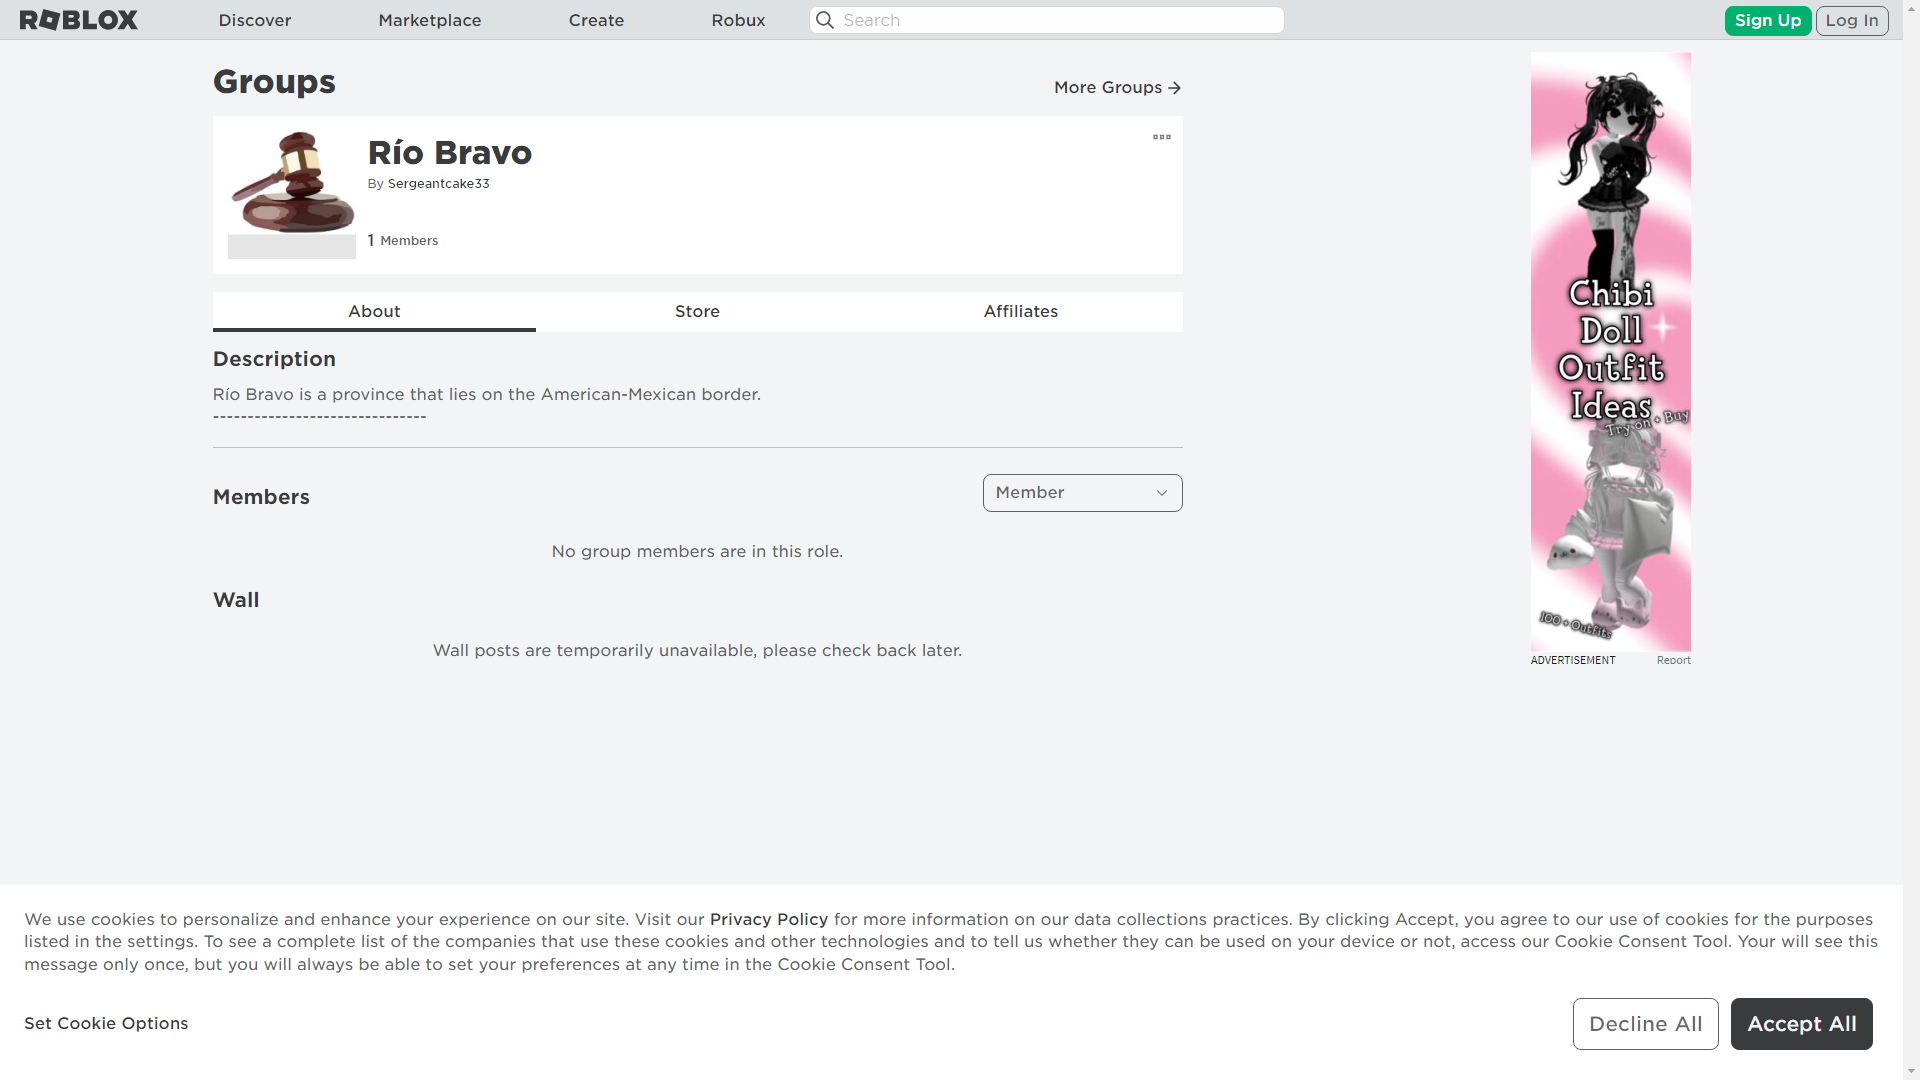 ROBLOX Discover Marketplace Create Robux Search Sign Up Log In
Groups
More Groups
Río Bravo
By Sergeantcake33
1 Members
About Store Affiliates
Description
Río Bravo is a province that lies on the American-Mexican border.
-------------------------------
Members
Member
No group members are in this role.
Wall
Wall posts are temporarily unavailable, please check back later.
Chibi
Doll
Outfit
Ideas
Try on + Buy
100 + Outfits
ADVERTISEMENT Report
We use cookies to personalize and enhance your experience on our site. Visit our Privacy Policy for more information on our data collections practices. By clicking Accept, you agree to our use of cookies for the purposes
listed in the settings. To see a complete list of the companies that use these cookies and other technologies and to tell us whether they can be used on your device or not, access our Cookie Consent Tool. Your will see this
message only once, but you will always be able to set your preferences at any time in the Cookie Consent Tool.
Set Cookie Options
Decline All
Accept All